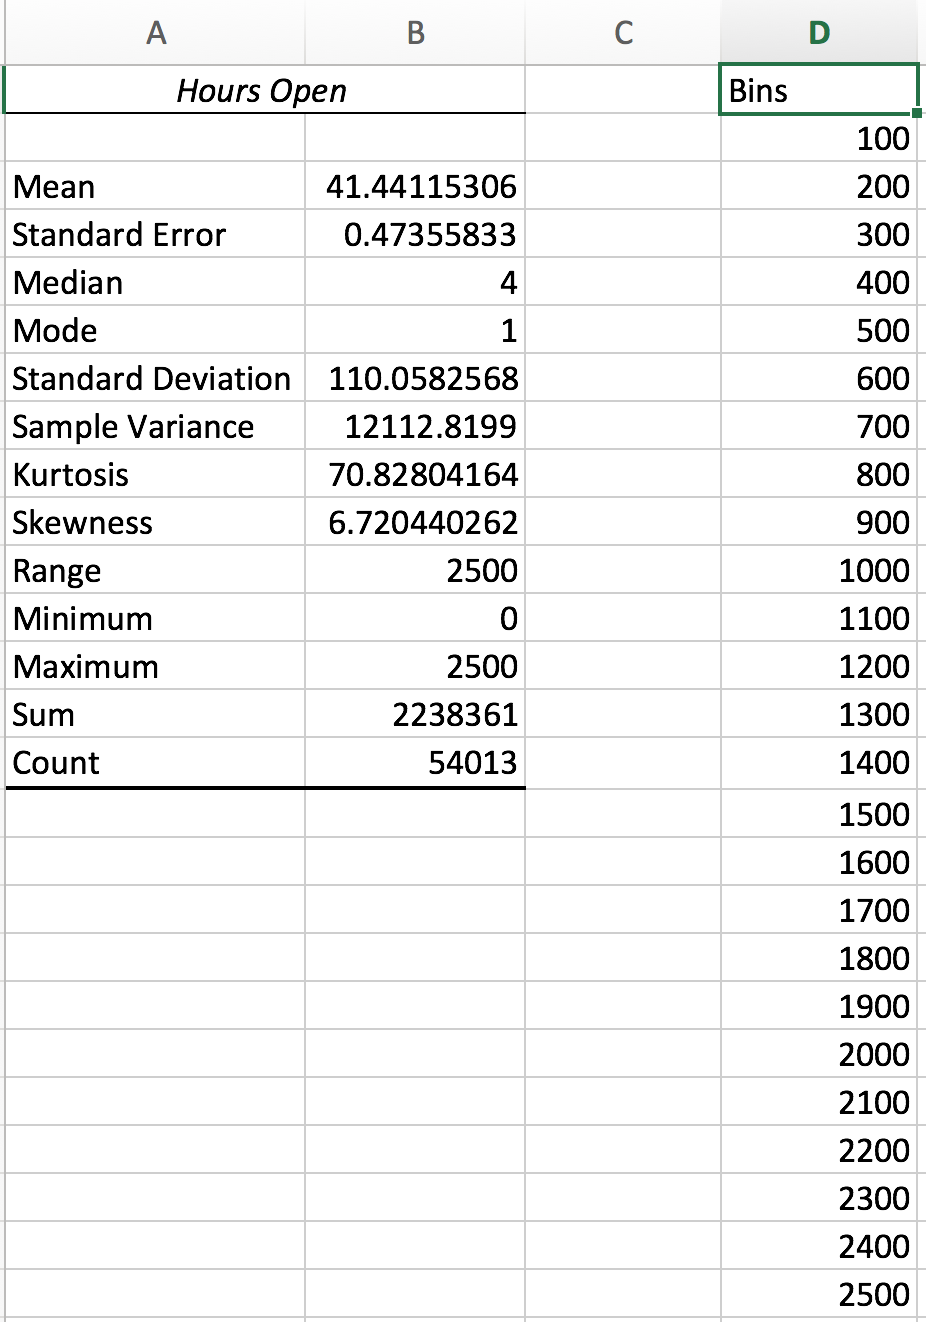 A B C D
Hours Open Bins
100
Mean 41.44115306 200
Standard Error 0.47355833 300
Median 4 400
Mode 1 500
Standard Deviation 110.0582568 600
Sample Variance 12112.8199 700
Kurtosis 70.82804164 800
Skewness 6.720440262 900
Range 2500 1000
Minimum 0 1100
Maximum 2500 1200
Sum 2238361 1300
Count 54013 1400
1500
1600
1700
1800
1900
2000
2100
2200
2300
2400
2500